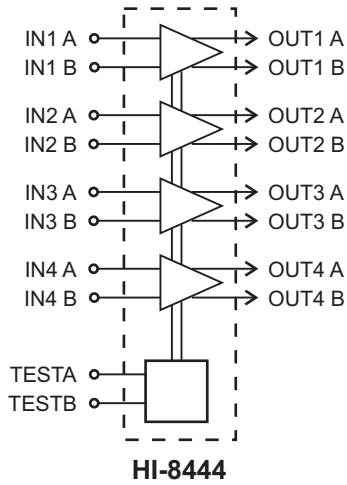 IN1 A OUT1 A
IN1 B OUT1 B
IN2 A OUT2 A
IN2 B OUT2 B
IN3 A OUT3 A
IN3 B OUT3 B
IN4 A OUT4 A
IN4 B OUT4 B
TESTA
TESTB
HI-8444